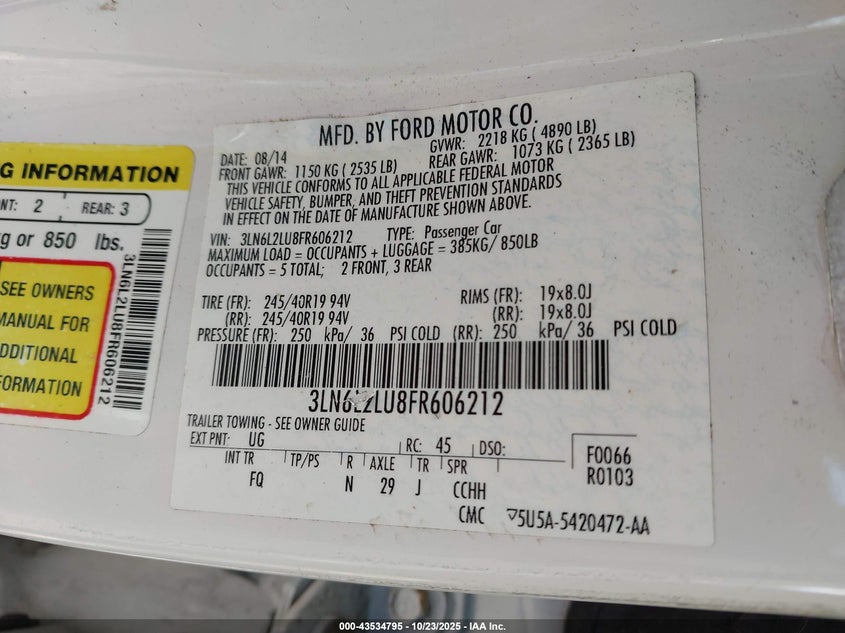 G INFORMATION
NT: 2 REAR: 3
kg or 850 lbs.
SEE OWNERS
MANUAL FOR
ADDITIONAL
INFORMATION
3LN6L2LU8FR606212
MFD. BY FORD MOTOR CO.
DATE: 08/14 GVWR: 2218 KG ( 4890 LB)
FRONT GAWR: 1150 KG ( 2535 LB) REAR GAWR: 1073 KG ( 2365 LB)
THIS VEHICLE CONFORMS TO ALL APPLICABLE FEDERAL MOTOR
VEHICLE SAFETY, BUMPER, AND THEFT PREVENTION STANDARDS
IN EFFECT ON THE DATE OF MANUFACTURE SHOWN ABOVE.
VIN: 3LN6L2LU8FR606212 TYPE: Passenger Car
MAXIMUM LOAD = OCCUPANTS + LUGGAGE = 385KG/ 850LB
OCCUPANTS = 5 TOTAL; 2 FRONT, 3 REAR
TIRE (FR): 245/40R19 94V RIMS (FR): 19x8.0J
(RR): 245/40R19 94V (RR): 19x8.0J
PRESSURE (FR): 250 kPa/ 36 PSI COLD (RR): 250 kPa/ 36 PSI COLD
3LN6L2LU8FR606212
TRAILER TOWING - SEE OWNER GUIDE
EXT PNT: UG RC: 45 DSO: F0066
INT TR TP/PS R AXLE TR SPR R0103
FQ N 29 J CCHH
CMC 5U5A-5420472-AA
000-43534795 - 10/23/2025 - IAA Inc.